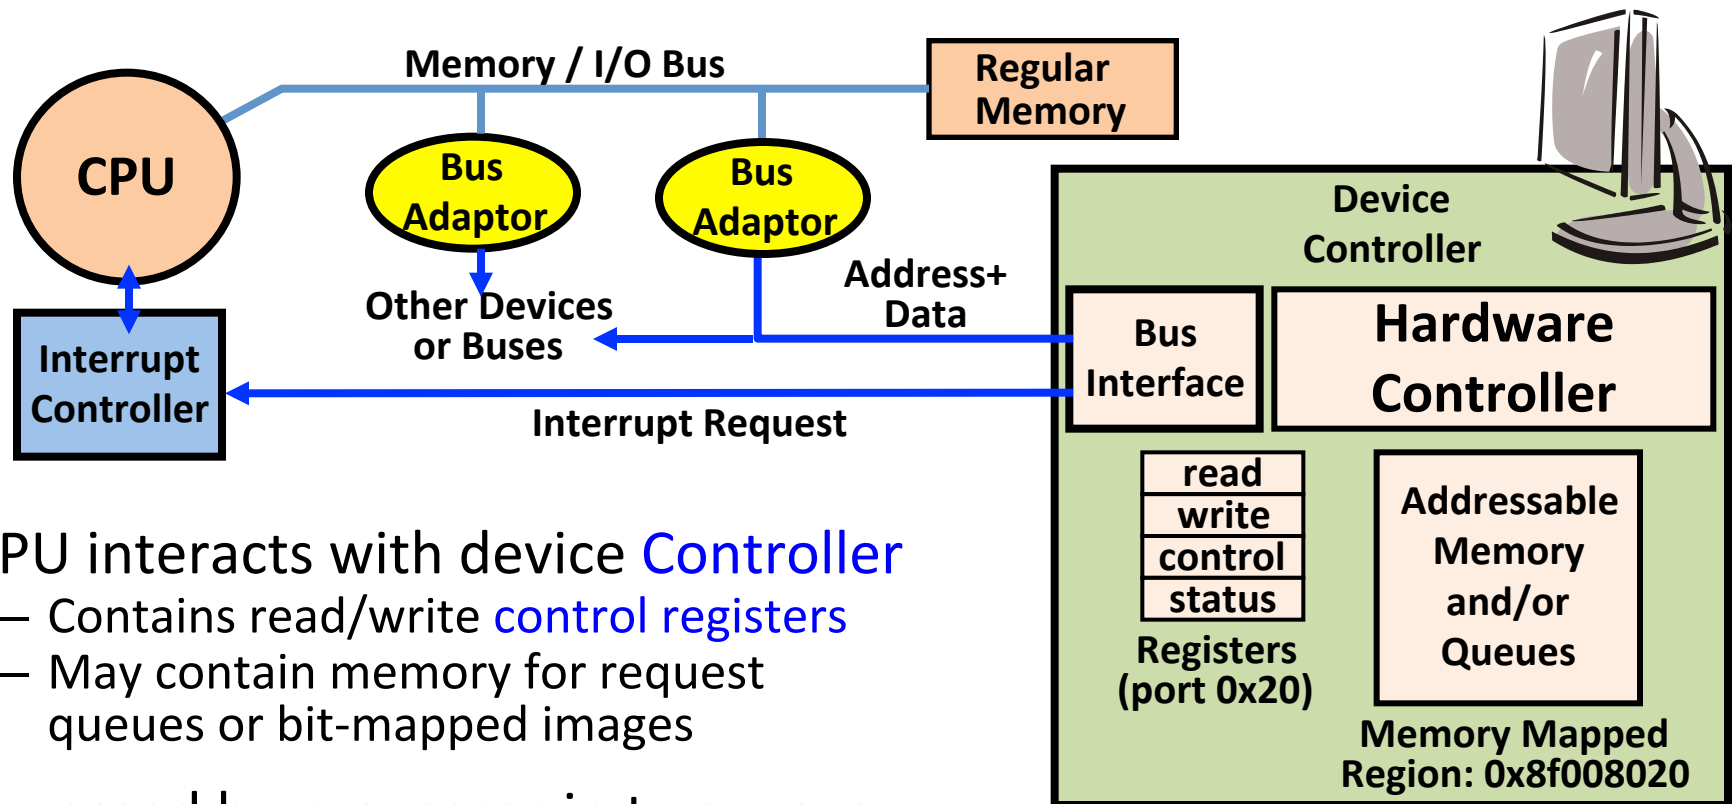 Memory / I/O Bus
Regular
Memory
CPU
Bus
Adaptor
Bus
Adaptor
Device
Controller
Address+
Data
Other Devices
or Buses
Interrupt
Controller
Interrupt Request
Bus
Interface
Hardware
Controller
read
write
control
status
Registers
(port 0x20)
Addressable
Memory
and/or
Queues
Memory Mapped
Region: 0x8f008020
PU interacts with device Controller
– Contains read/write control registers
– May contain memory for request
queues or bit-mapped images